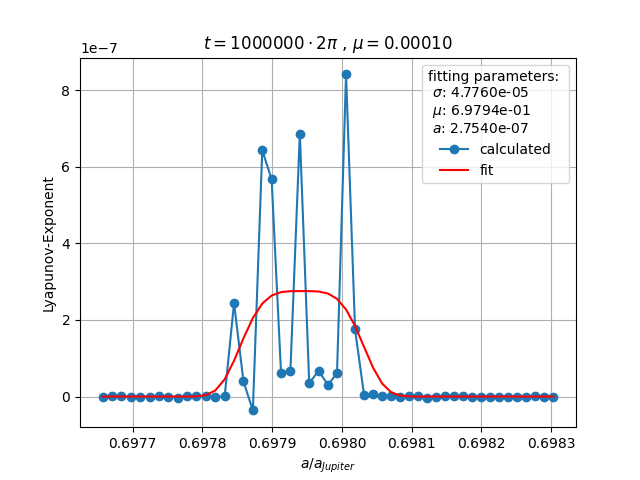 t = 1000000 · 2π , μ = 0.00010
1e−7
fitting parameters:
σ: 4.7760e-05
μ: 6.9794e-01
a: 2.7540e-07
calculated
fit
8
6
4
2
0
Lyapunov-Exponent
0.6977 0.6978 0.6979 0.6980 0.6981 0.6982 0.6983
a/a_Jupiter